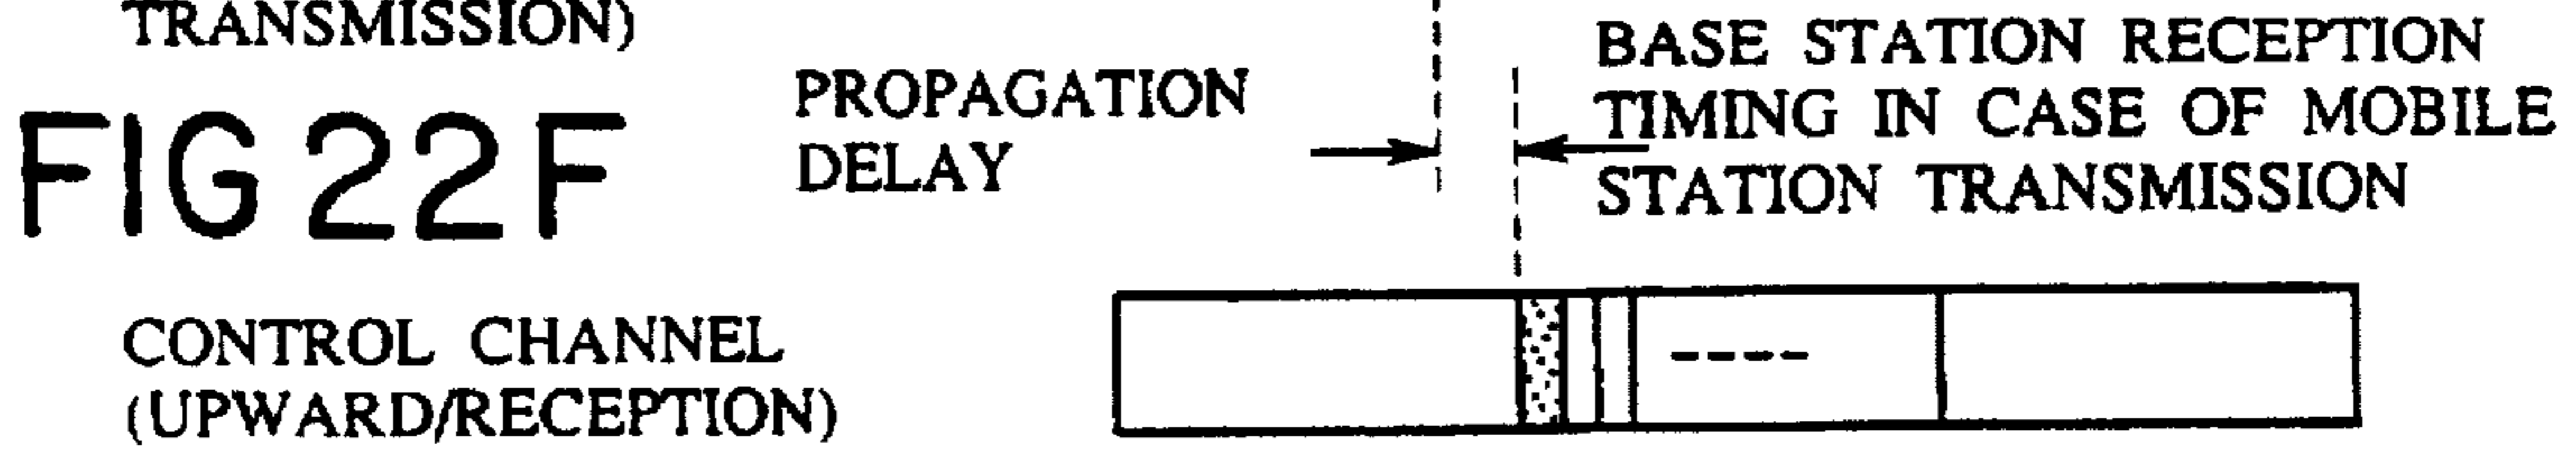 TRANSMISSION)
FIG 22F
PROPAGATION
DELAY
BASE STATION RECEPTION
TIMING IN CASE OF MOBILE
STATION TRANSMISSION
CONTROL CHANNEL
(UPWARD/RECEPTION)